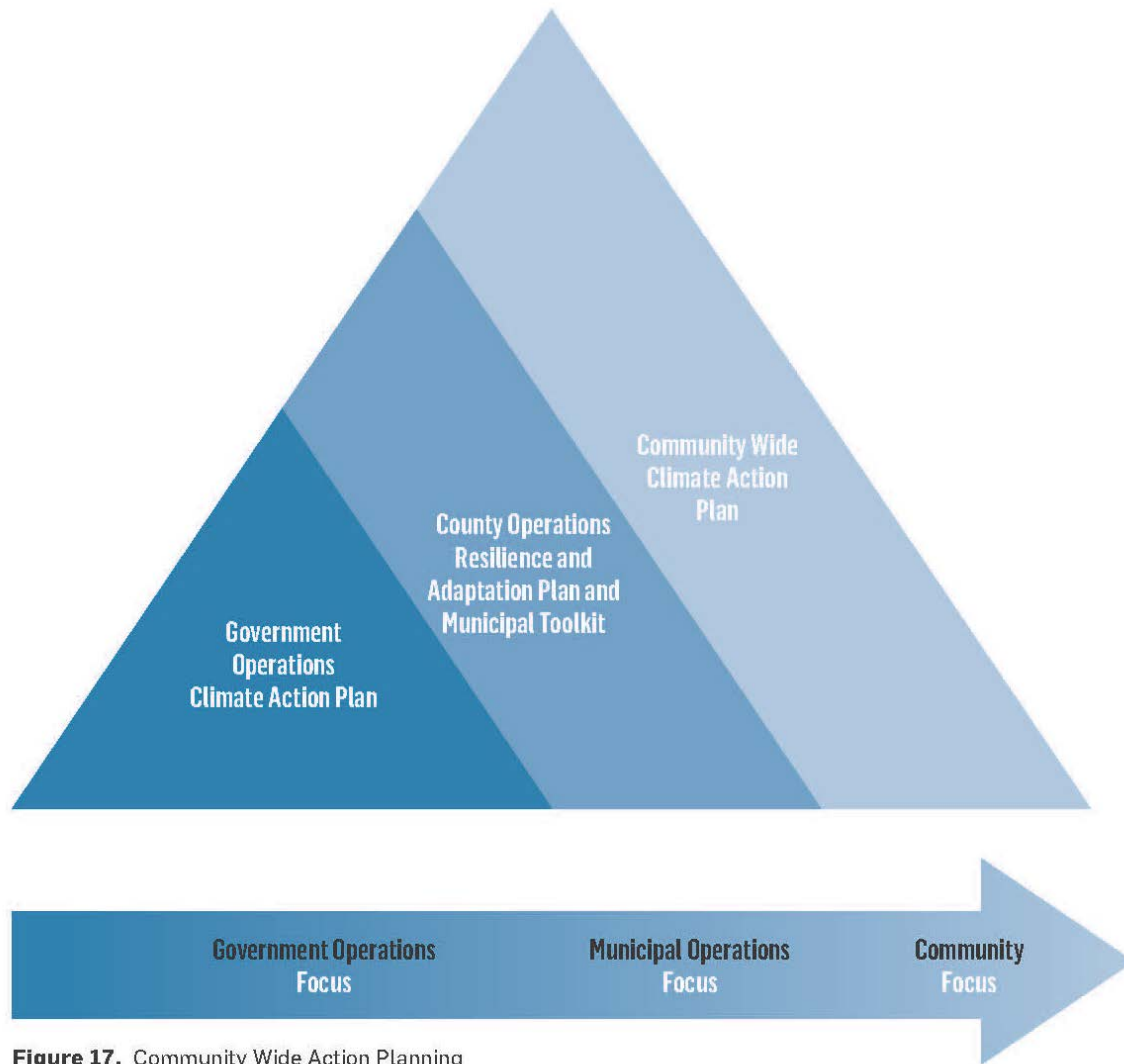 Community Wide
Climate Action
Plan
County Operations
Resilience and
Adaptation Plan and
Municipal Toolkit
Government
Operations
Climate Action Plan
Government Operations
Focus
Municipal Operations
Focus
Community
Focus
Figure 17. Community Wide Action Planning